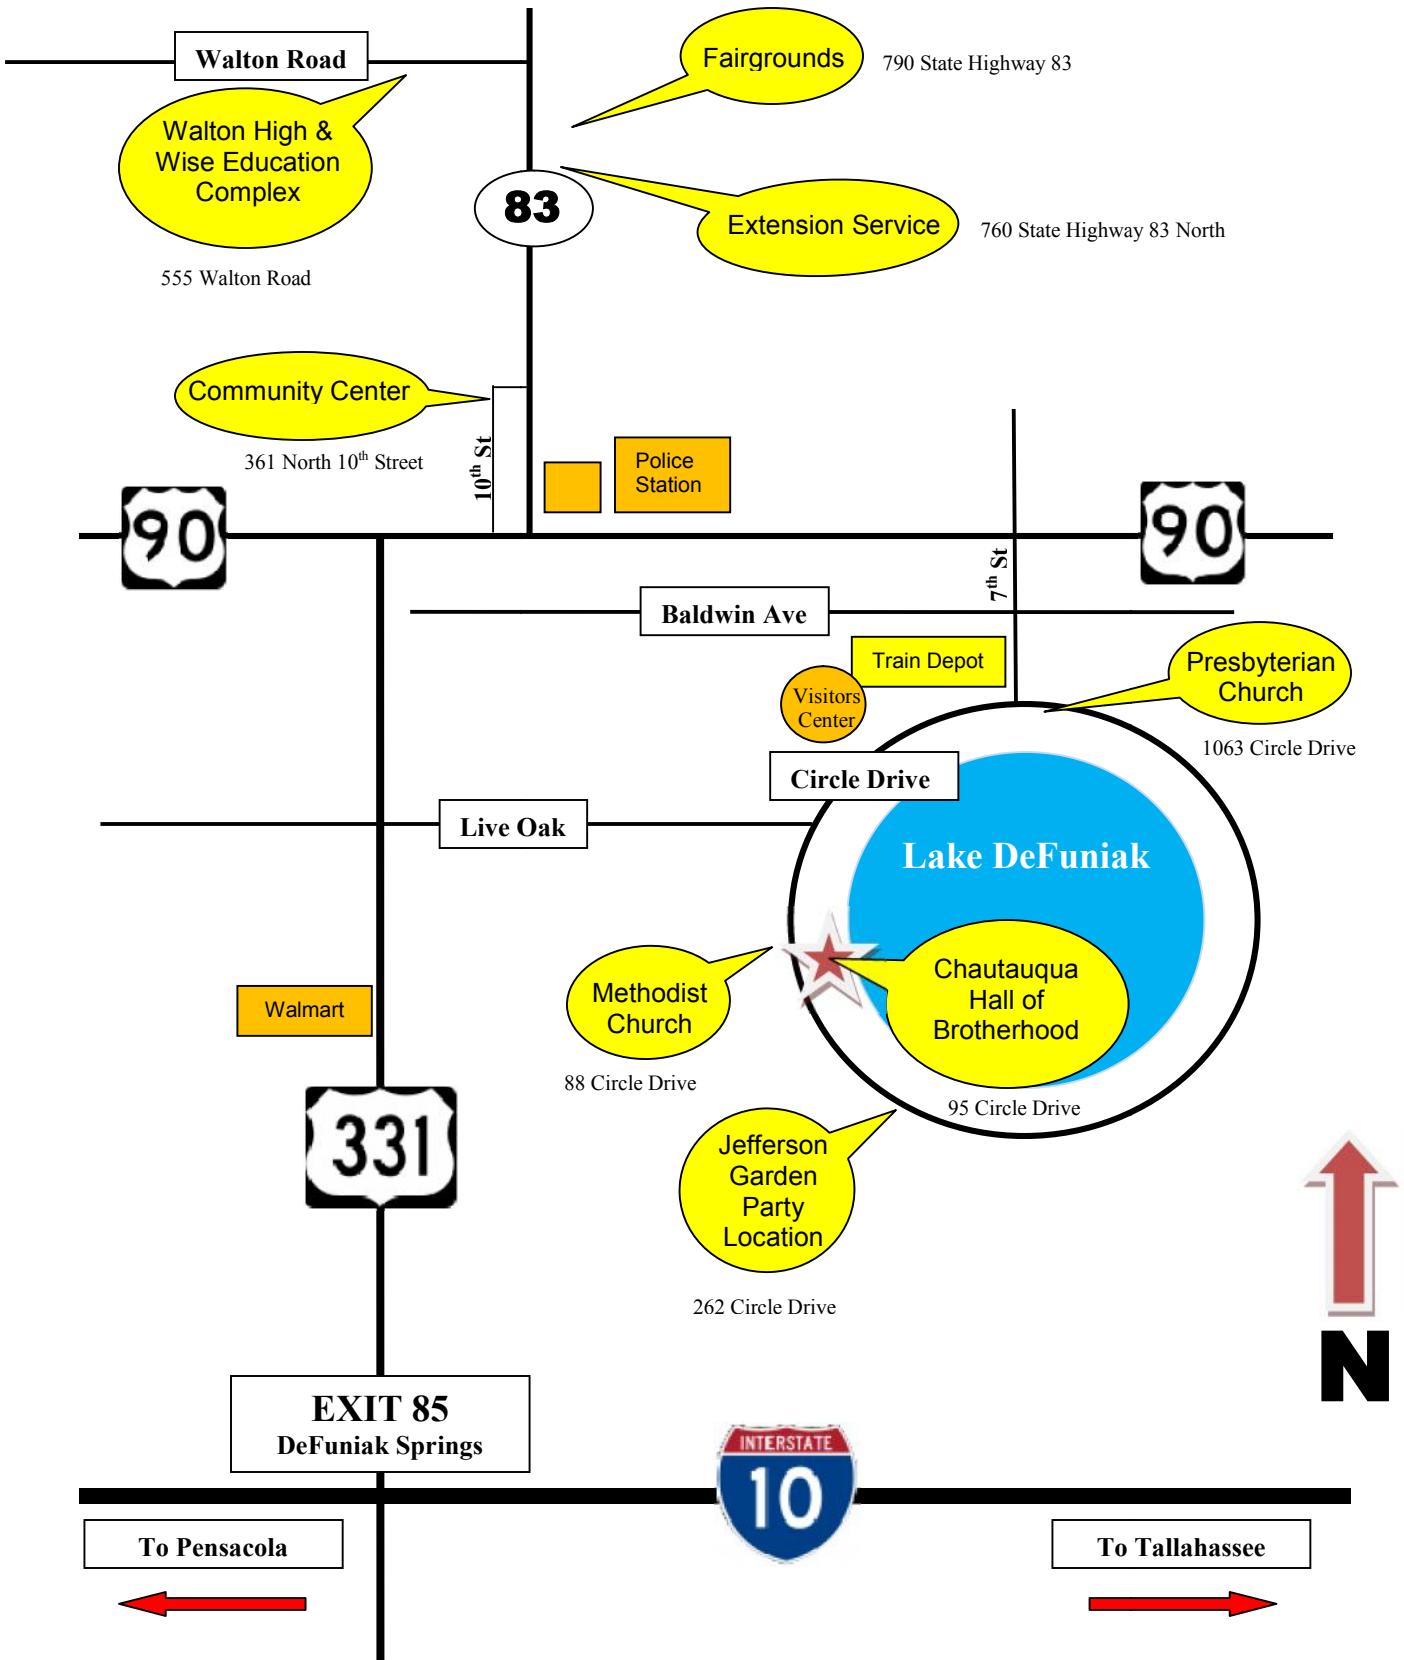 Walton Road
Fairgrounds
790 State Highway 83
Walton High &
Wise Education
Complex
555 Walton Road
83
Extension Service
760 State Highway 83 North
Community Center
361 North 10th Street
10th St
Police
Station
90
90
7th St
Baldwin Ave
Train Depot
Visitors
Center
Presbyterian
Church
1063 Circle Drive
Circle Drive
Live Oak
Lake DeFuniak
Methodist
Church
88 Circle Drive
Chautauqua
Hall of
Brotherhood
95 Circle Drive
Walmart
331
Jefferson
Garden
Party
Location
262 Circle Drive
N
EXIT 85
DeFuniak Springs
INTERSTATE
10
To Pensacola
To Tallahassee